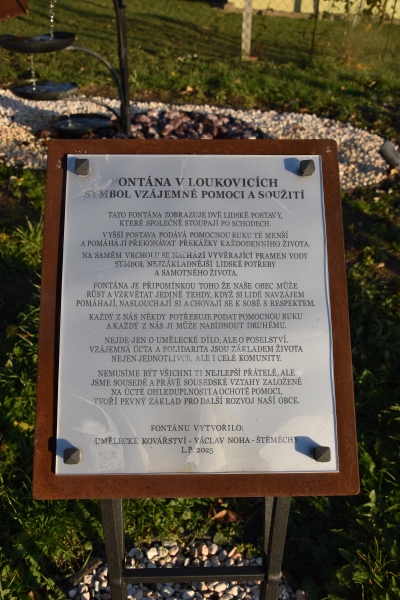 FONTÁNA V LOUKOVICÍCH
SYMBOL VZÁJEMNÉ POMOCI A SOUŽITÍ
TATO FONTÁNA ZOBRAZUJE DVĚ LIDSKÉ POSTAVY,
KTERÉ SPOLEČNĚ STOUPAJÍ PO SCHODECH.
VYŠŠÍ POSTAVA PODÁVÁ POMOCNOU RUKU TÉ MENŠÍ
A POMÁHÁ JÍ PŘEKONÁVAT PŘEKÁŽKY KAŽDODENNÍHO ŽIVOTA.
NA SAMÉM VRCHOLU SE NACHÁZÍ VYVĚRAJÍCÍ PRAMEN VODY
SYMBOL NEJZÁKLADNĚJŠÍ LIDSKÉ POTŘEBY
A SAMOTNÉHO ŽIVOTA.
FONTÁNA JE PŘIPOMÍNKOU TOHO ŽE NAŠE OBEC MŮŽE
RŮST A VZKVÉTAT JEDINĚ TEHDY, KDYŽ SI LIDÉ NAVZÁJEM
POMÁHAJÍ, NASLOUCHAJÍ SI A CHOVAJÍ SE K SOBĚ S RESPEKTEM.
KAŽDÝ Z NÁS NĚKDY POTŘEBUJE PODAT POMOCNOU RUKU
A KAŽDÝ Z NÁS JI MŮŽE NABÍDNOUT DRUHÉMU.
NEJDE JEN O UMĚLECKÉ DÍLO, ALE O POSELSTVÍ.
VZÁJEMNÁ ÚCTA A SOLIDARITA JSOU ZÁKLADEM ŽIVOTA
NEJEN JEDNOTLIVCE, ALE I CELÉ KOMUNITY.
NEMUSÍME BÝT VŠICHNI TI NEJLEPŠÍ PŘÁTELÉ, ALE
JSME SOUSEDÉ A PRÁVĚ SOUSEDSKÉ VZTAHY ZALOŽENÉ
NA ÚCTĚ OHLEDUPLNOSTI A OCHOTĚ POMOCI,
TVOŘÍ PEVNÝ ZÁKLAD PRO DALŠÍ ROZVOJ NAŠÍ OBCE.
FONTÁNU VYTVOŘILO:
UMĚLECKÉ KOVÁŘSTVÍ - VÁCLAV NOHA - ŠTĚMĚCHY
L.P. 2025